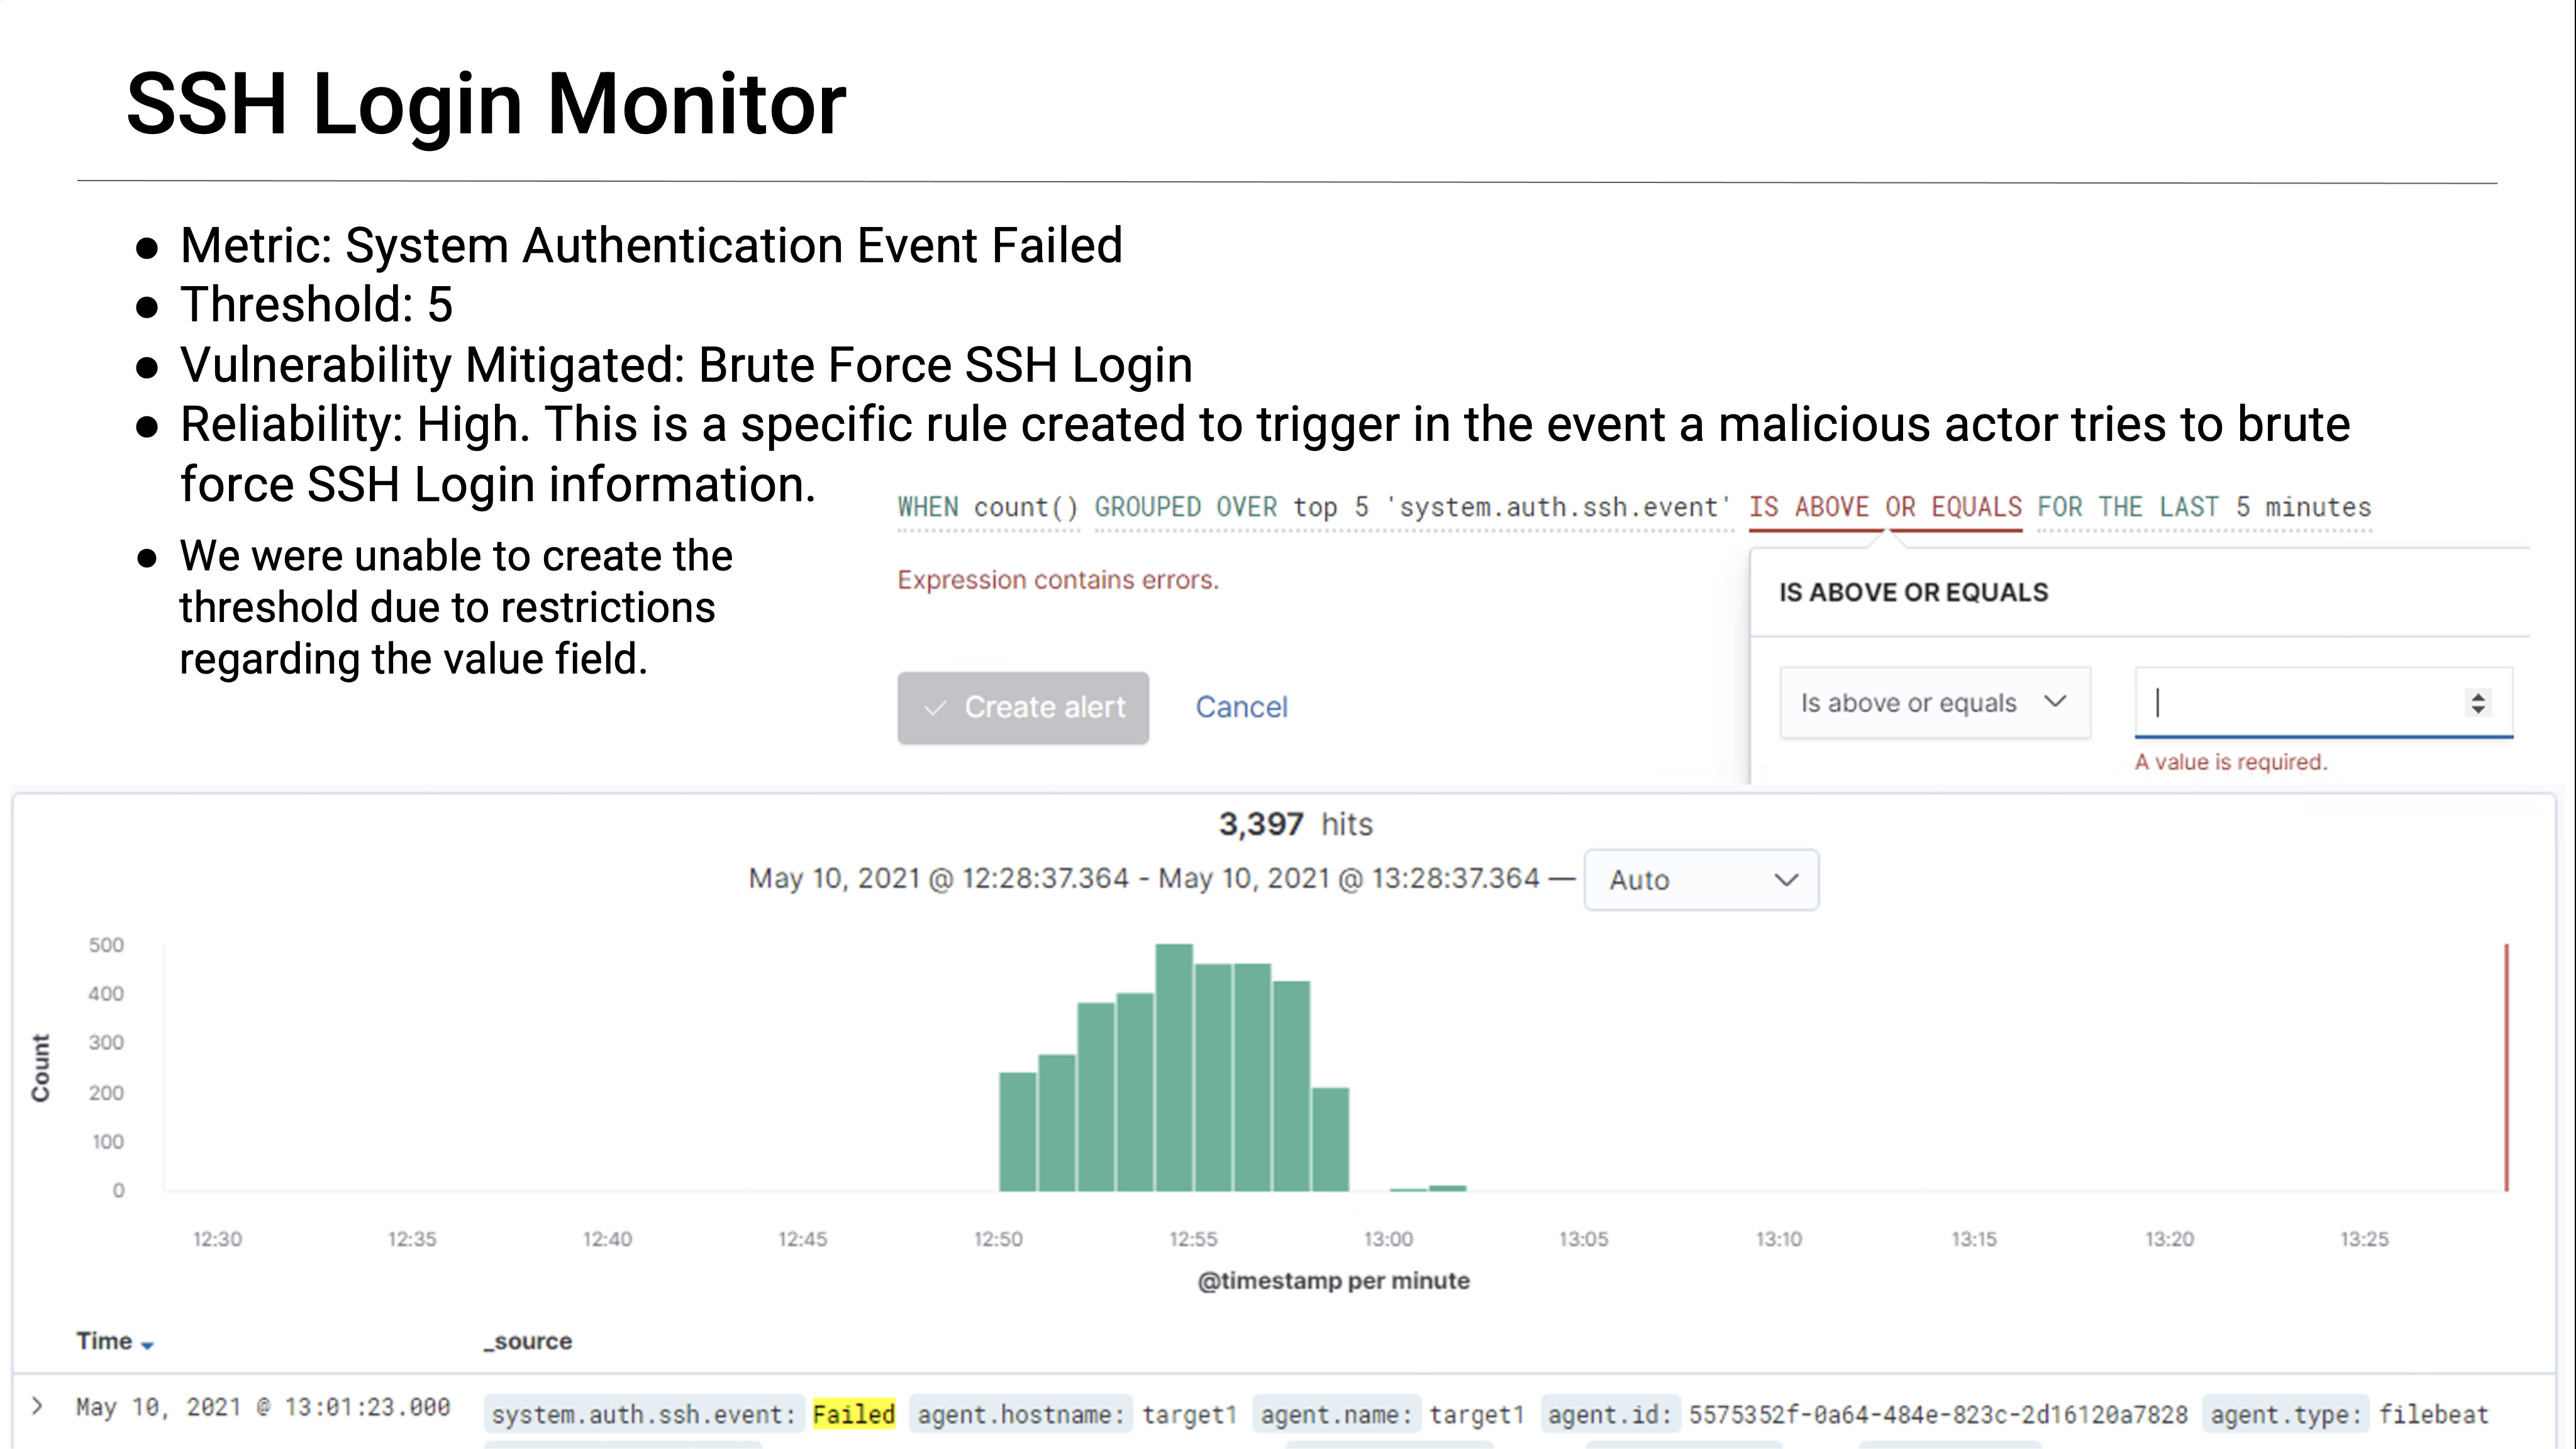 SSH Login Monitor
● Metric: System Authentication Event Failed
● Threshold: 5
● Vulnerability Mitigated: Brute Force SSH Login
● Reliability: High. This is a specific rule created to trigger in the event a malicious actor tries to brute
force SSH Login information.
● We were unable to create the
threshold due to restrictions
regarding the value field.
WHEN count() GROUPED OVER top 5 'system.auth.ssh.event' IS ABOVE OR EQUALS FOR THE LAST 5 minutes
Expression contains errors.
IS ABOVE OR EQUALS
Create alert Cancel
Is above or equals
A value is required.
3,397 hits
May 10, 2021 @ 12:28:37.364 - May 10, 2021 @ 13:28:37.364 — Auto
Count
500
400
300
200
100
0
12:30 12:35 12:40 12:45 12:50 12:55 13:00 13:05 13:10 13:15 13:20 13:25
@timestamp per minute
Time _source
May 10, 2021 @ 13:01:23.000 system.auth.ssh.event: Failed agent.hostname: target1 agent.name: target1 agent.id: 5575352f-0a64-484e-823c-2d16120a7828 agent.type: filebeat